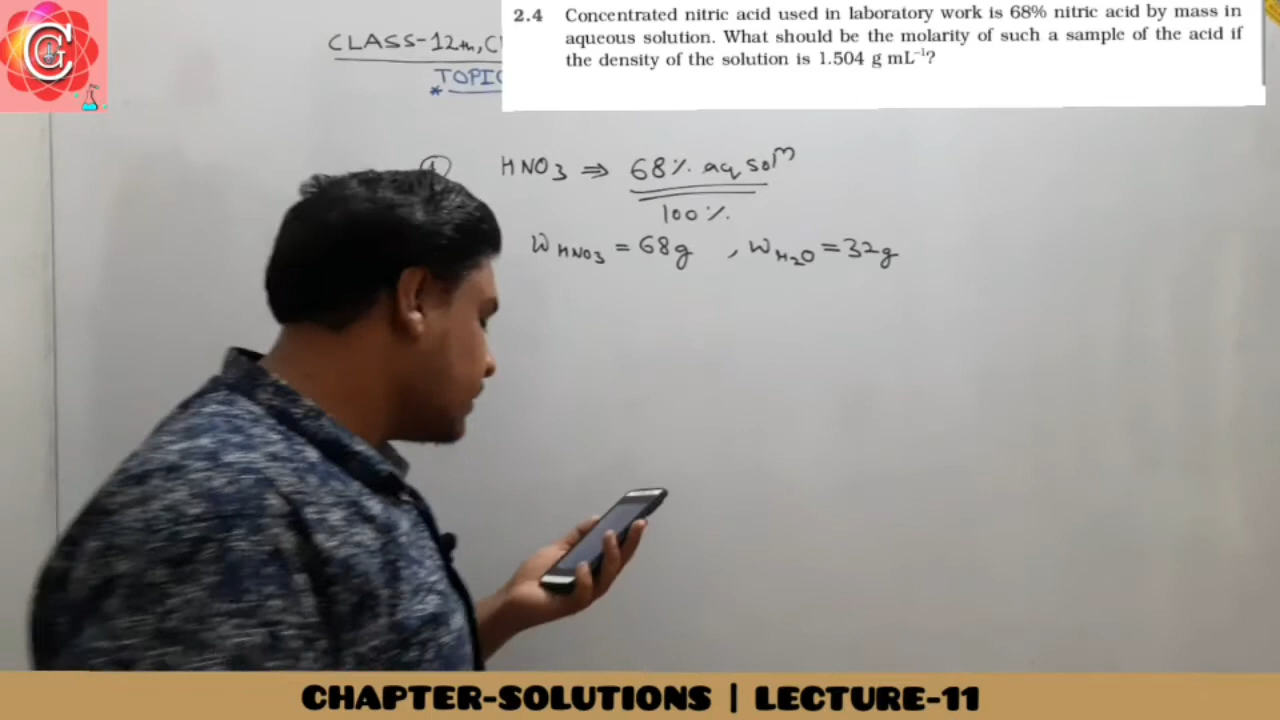 2.4 Concentrated nitric acid used in laboratory work is 68% nitric acid by mass in
aqueous solution. What should be the molarity of such a sample of the acid if
the density of the solution is 1.504 g mL⁻¹?
CLASS-12th, C
TOPIC
*
① HNO₃ ⇒ 68% aq solⁿ
100%
W HNO₃ = 68g , W H₂O = 32g
CHAPTER-SOLUTIONS | LECTURE-11